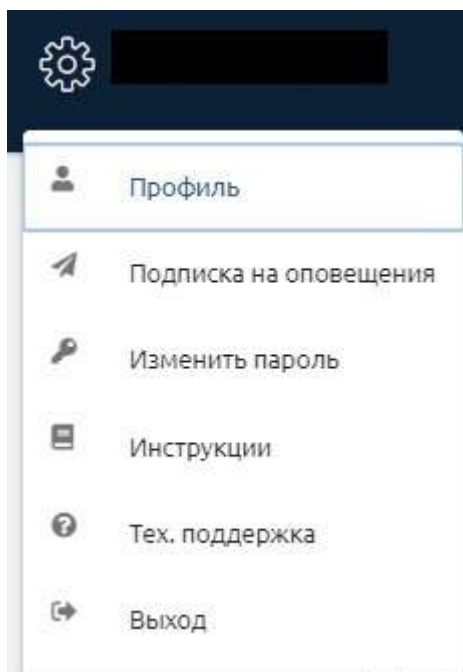 Профиль
Подписка на оповещения
Изменить пароль
Инструкции
Тех. поддержка
Выход